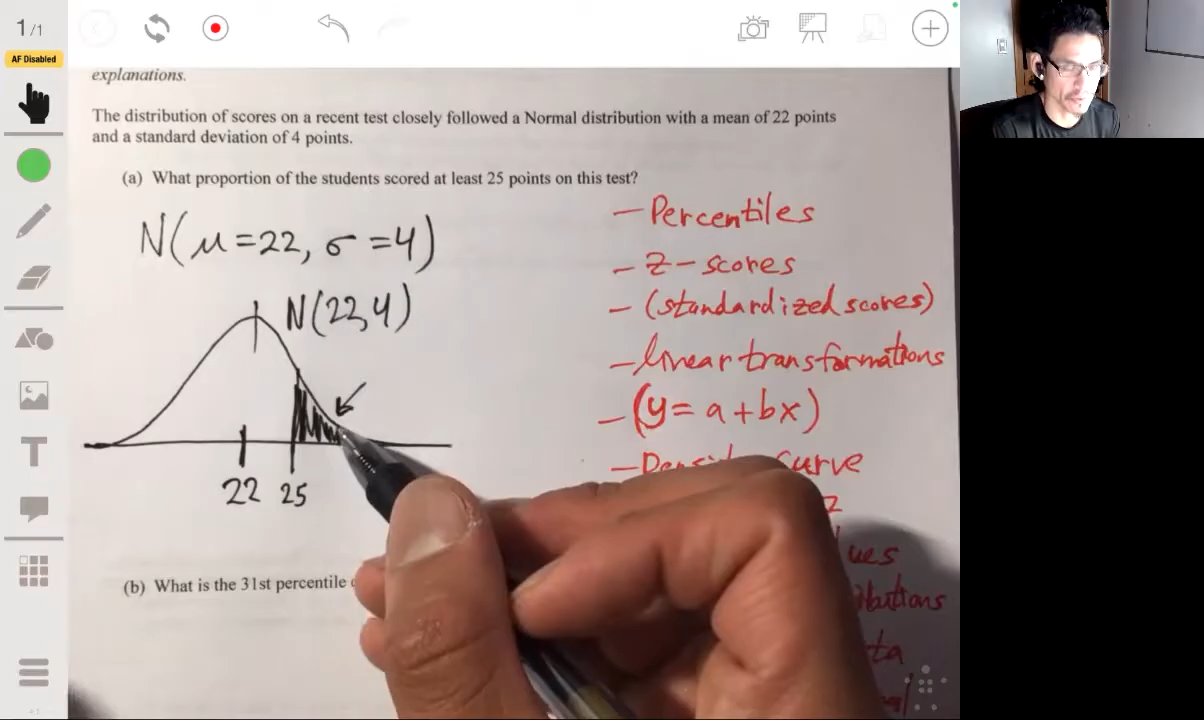 1/1
AF Disabled
explanations.
The distribution of scores on a recent test closely followed a Normal distribution with a mean of 22 points
and a standard deviation of 4 points.
(a) What proportion of the students scored at least 25 points on this test?
N(μ=22, σ=4)
N(22,4)
22 25
(b) What is the 31st percentile
T
- Percentiles
- z-scores
- (standardized scores)
- linear transformations
- (y = a + bx)
- Density curve
z